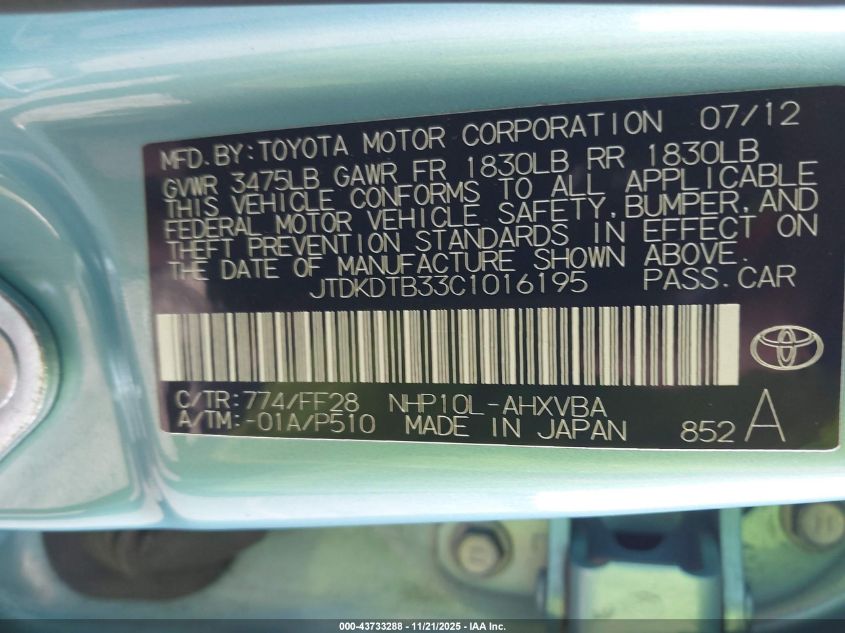 MFD. BY: TOYOTA MOTOR CORPORATION 07/12
GVWR 3475LB GAWR FR 1830LB RR 1830LB
THIS VEHICLE CONFORMS TO ALL APPLICABLE
FEDERAL MOTOR VEHICLE SAFETY, BUMPER, AND
THEFT PREVENTION STANDARDS IN EFFECT ON
THE DATE OF MANUFACTURE SHOWN ABOVE.
JTDKDTB33C1016195 PASS. CAR
C/TR: 774/FF28 NHP10L-AHXVBA
A/TM: -01A/P510 MADE IN JAPAN 852 A
000-43733288 - 11/21/2025 - IAA Inc.